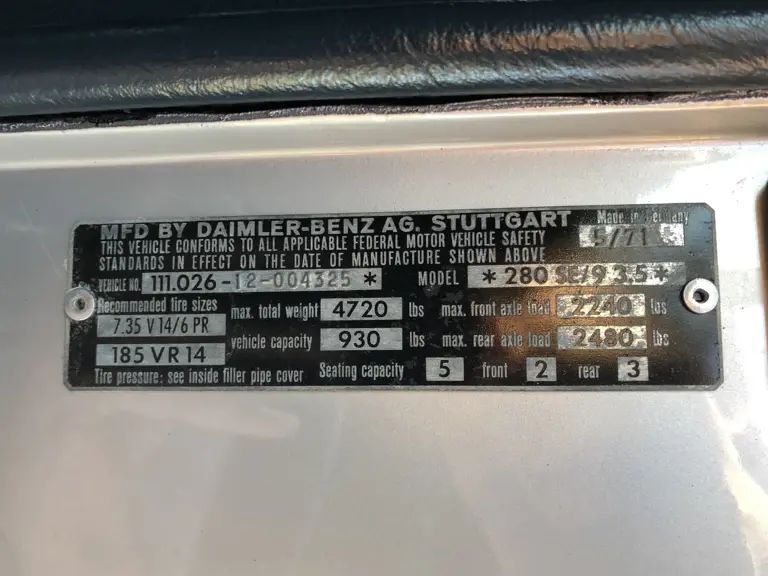 MFD BY DAIMLER-BENZ AG. STUTTGART Made in Germany
THIS VEHICLE CONFORMS TO ALL APPLICABLE FEDERAL MOTOR VEHICLE SAFETY 5/71
STANDARDS IN EFFECT ON THE DATE OF MANUFACTURE SHOWN ABOVE
VEHICLE NO. 111.026-12-004325 * MODEL * 280 SE/9 3,5 *
Recommended tire sizes max. total weight 4720 lbs max. front axle load 2240 lbs
7.35 V 14/6 PR
vehicle capacity 930 lbs max. rear axle load 2480 lbs
185 VR 14
Tire pressure: see inside filler pipe cover Seating capacity 5 front 2 rear 3